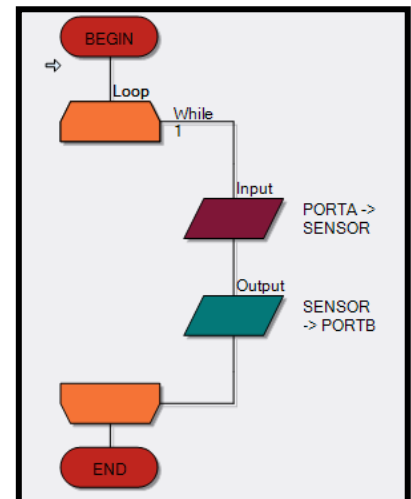 BEGIN
Loop
While
1
Input
PORTA ->
SENSOR
Output
SENSOR
-> PORTB
END